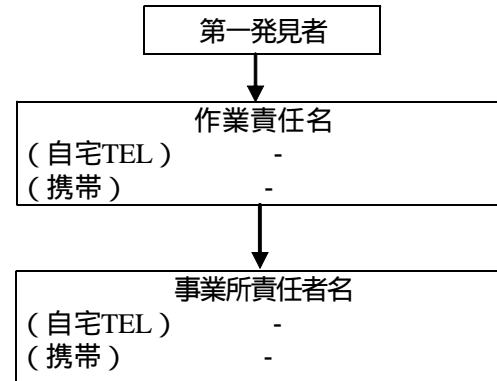 第一発見者
作業責任名
(自宅TEL) -
(携帯) -
事業所責任者名
(自宅TEL) -
(携帯) -